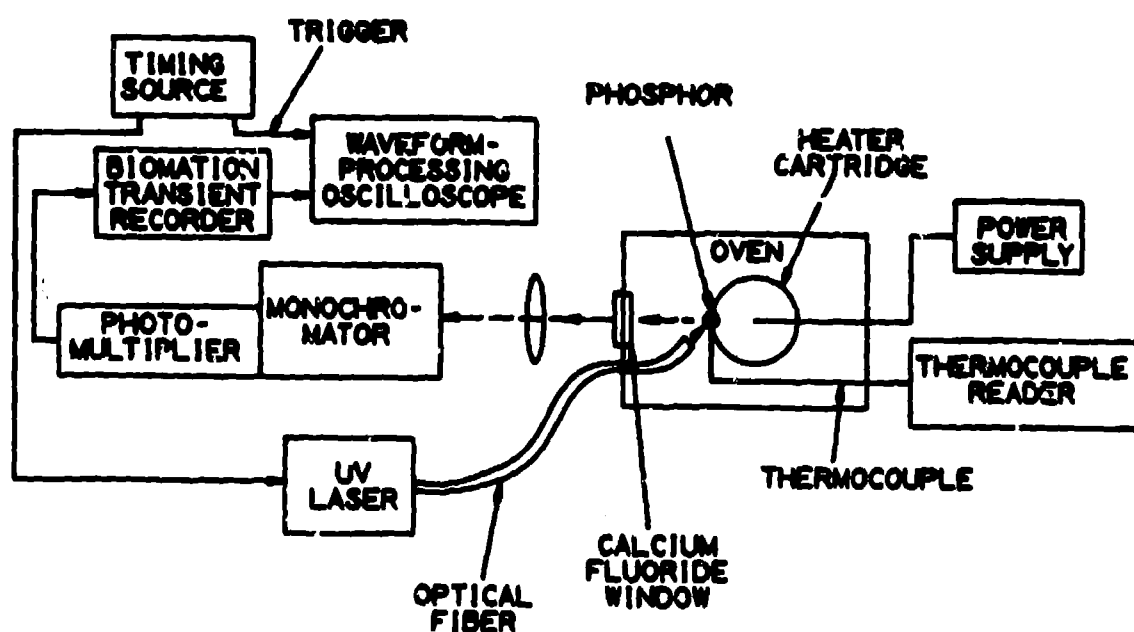 TRIGGER
TIMING
SOURCE
PHOSPHOR
HEATER
CARTRIDGE
WAVEFORM-
PROCESSING
OSCILLOSCOPE
BIOMATION
TRANSIENT
RECORDER
POWER
SUPPLY
OVEN
MONOCHRO-
MATOR
PHOTO-
MULTIPLIER
THERMOCOUPLE
READER
UV
LASER
THERMOCOUPLE
CALCIUM
FLUORIDE
WINDOW
OPTICAL
FIBER